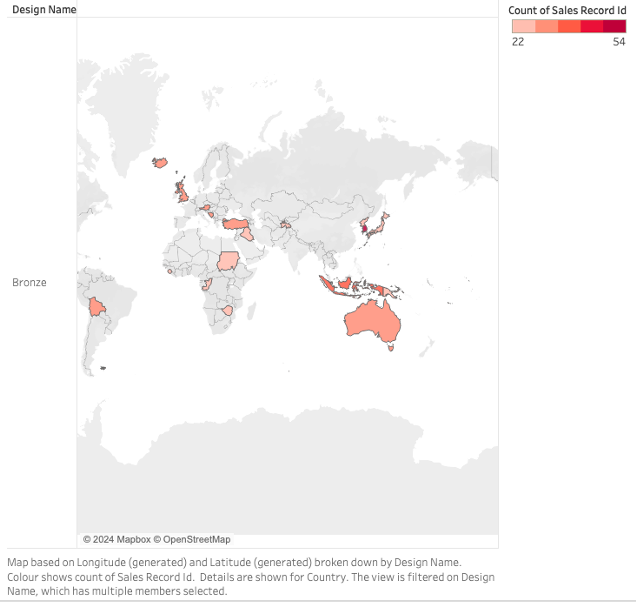 Design Name
Count of Sales Record Id
22 54
Bronze
© 2024 Mapbox © OpenStreetMap
Map based on Longitude (generated) and Latitude (generated) broken down by Design Name.
Colour shows count of Sales Record Id. Details are shown for Country. The view is filtered on Design
Name, which has multiple members selected.